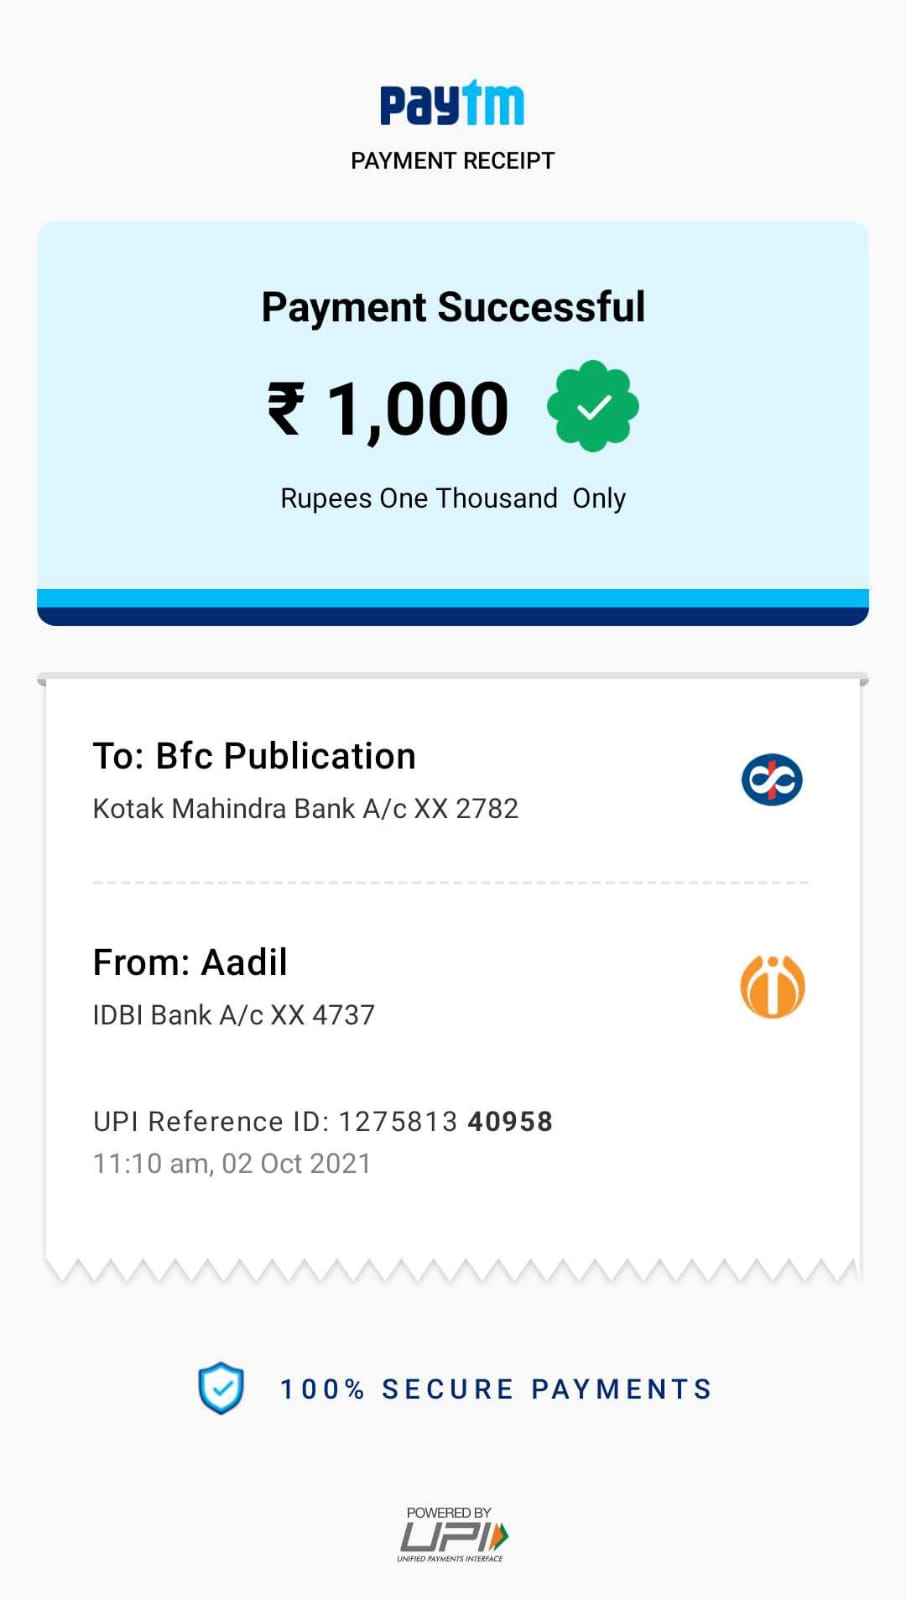 paytm
PAYMENT RECEIPT
Payment Successful
₹ 1,000
Rupees One Thousand Only
To: Bfc Publication
Kotak Mahindra Bank A/c XX 2782
From: Aadil
IDBI Bank A/c XX 4737
UPI Reference ID: 1275813 40958
11:10 am, 02 Oct 2021
100% SECURE PAYMENTS
POWERED BY
UPI
UNIFIED PAYMENTS INTERFACE